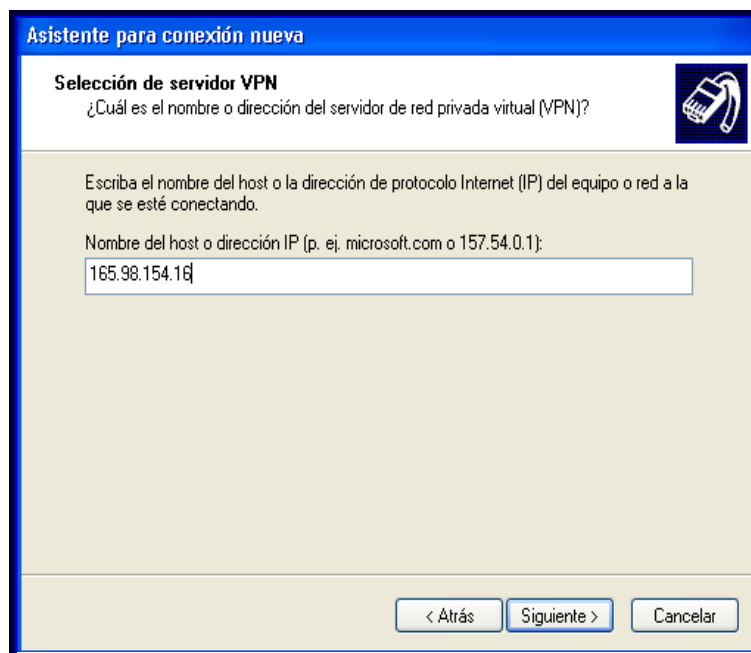 Asistente para conexión nueva
Selección de servidor VPN
¿Cuál es el nombre o dirección del servidor de red privada virtual (VPN)?
Escriba el nombre del host o la dirección de protocolo Internet (IP) del equipo o red a la
que se esté conectando.
Nombre del host o dirección IP (p. ej. microsoft.com o 157.54.0.1):
165.98.154.16
< Atrás
Siguiente >
Cancelar